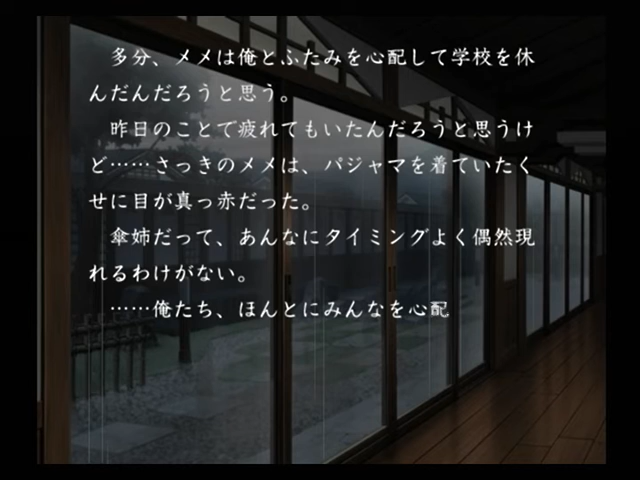 多分、メメは俺とふたみを心配して学校を休
んだんだろうと思う。
昨日のことで疲れてもいたんだろうと思うけ
ど……さっきのメメは、パジャマを着ていたく
せに目が真っ赤だった。
傘姉だって、あんなにタイミングよく偶然現
れるわけがない。
……俺たち、ほんとにみんなを心配